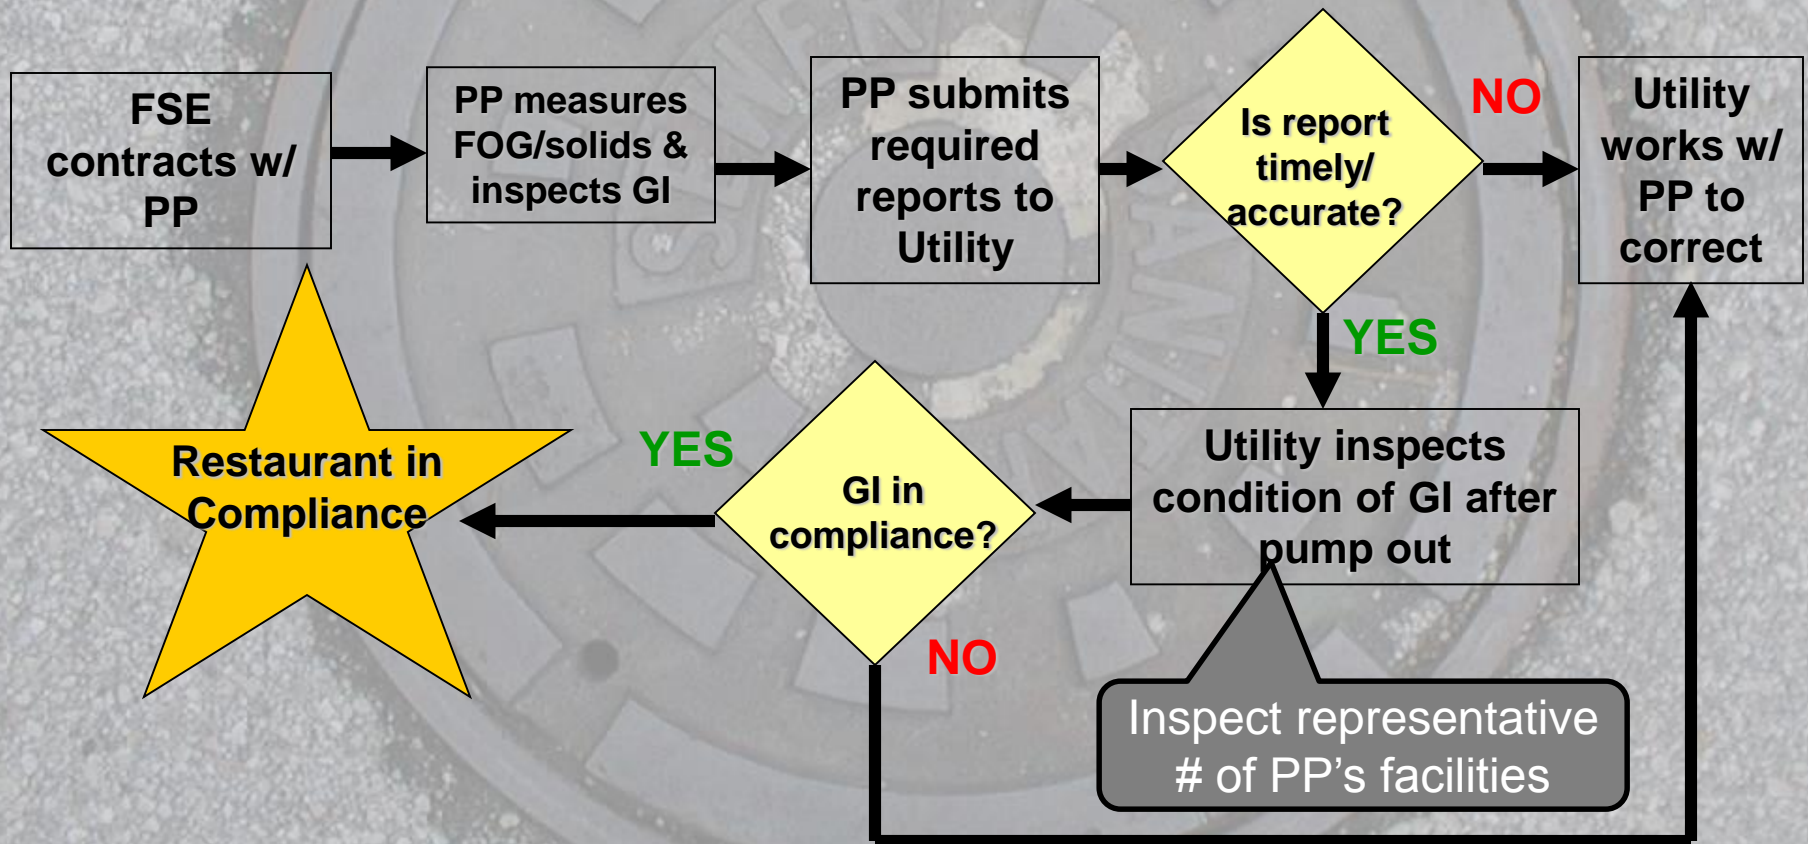 FSE
contracts w/
PP
PP measures
FOG/solids &
inspects GI
PP submits
required
reports to
Utility
Is report
timely/
accurate?
NO
Utility
works w/
PP to
correct
YES
Utility inspects
condition of GI after
pump out
Inspect representative
# of PP’s facilities
GI in
compliance?
YES
NO
Restaurant in
Compliance